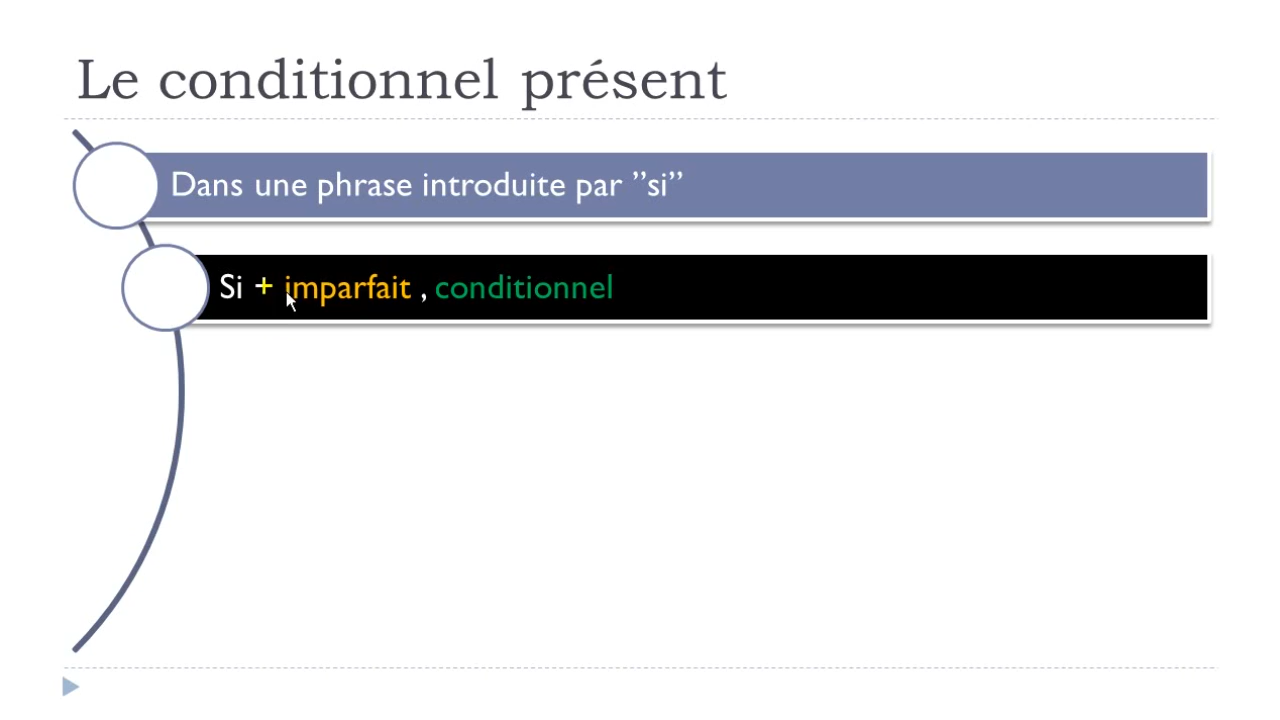 Le conditionnel présent
Dans une phrase introduite par ”si”
Si + imparfait , conditionnel